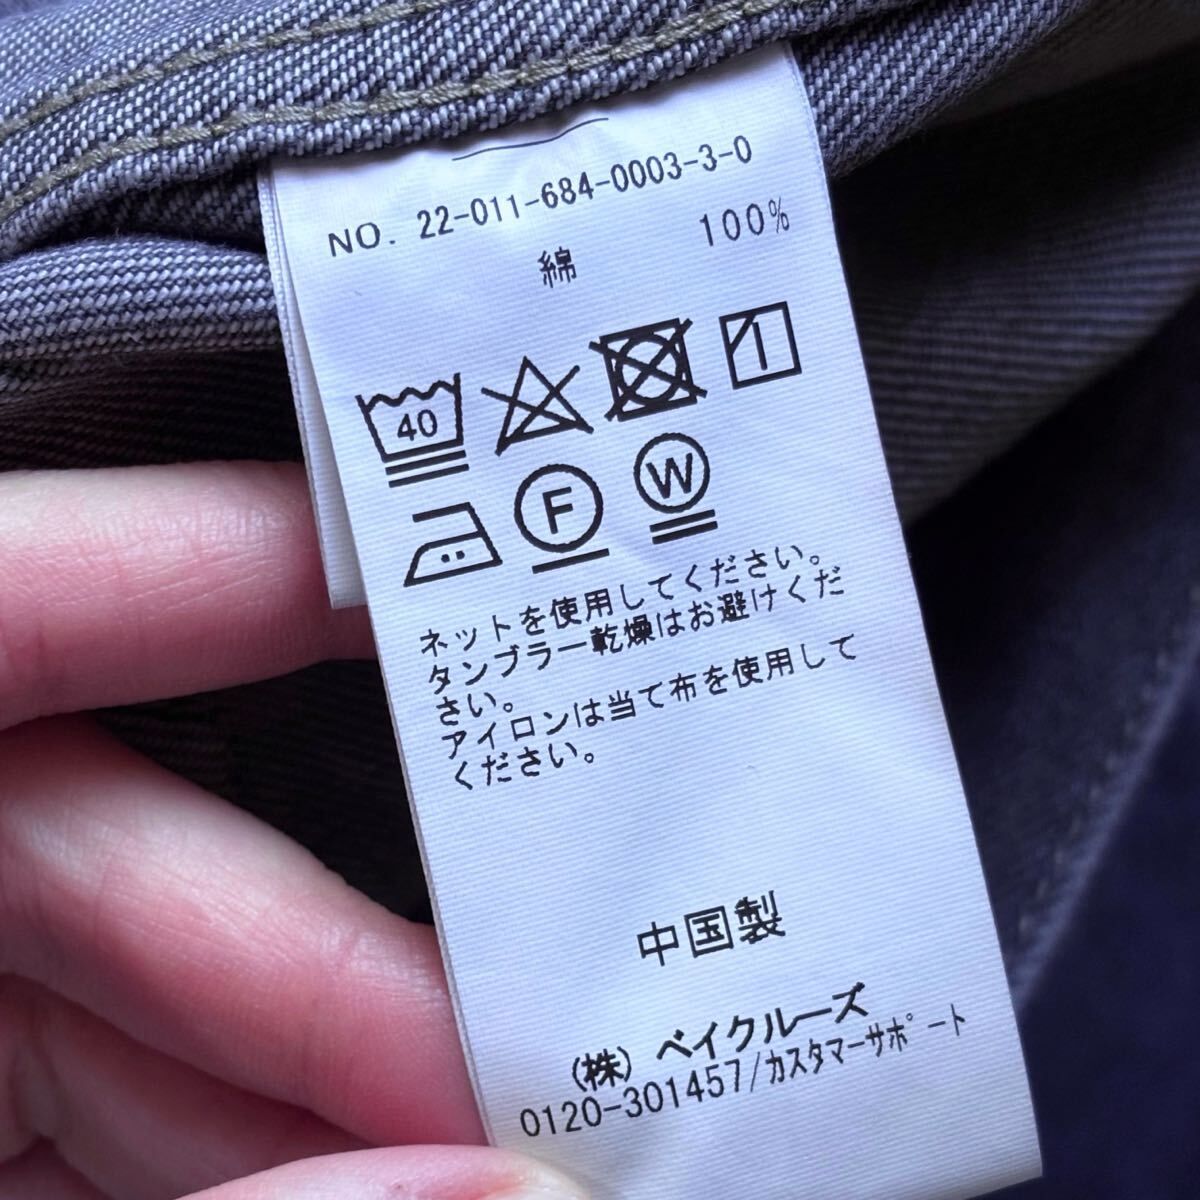 NO. 22-011-684-0003-3-0
綿 100%
40
F W
ネットを使用してください。
タンブラー乾燥はお避けくだ
さい。
アイロンは当て布を使用して
ください。
中国製
(株) ベイクルーズ
0120-301457/カスタマーサポート